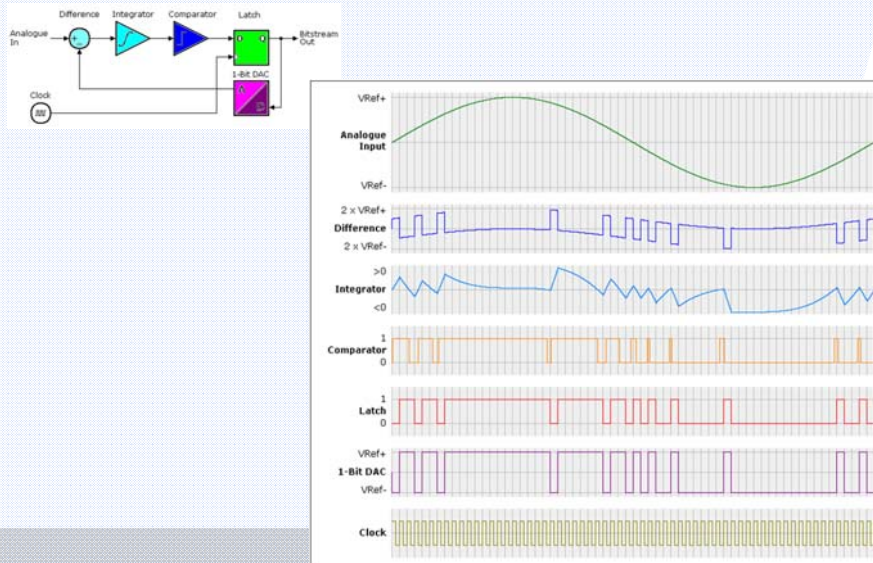 Difference Integrator Comparator Latch
Analogue
In
Bitstream
Out
1-Bit DAC
Clock
VRef+
Analogue
Input
VRef-
2 x VRef+
Difference
2 x VRef-
>0
Integrator
<0
1
Comparator
0
1
Latch
0
VRef+
1-Bit DAC
VRef-
Clock